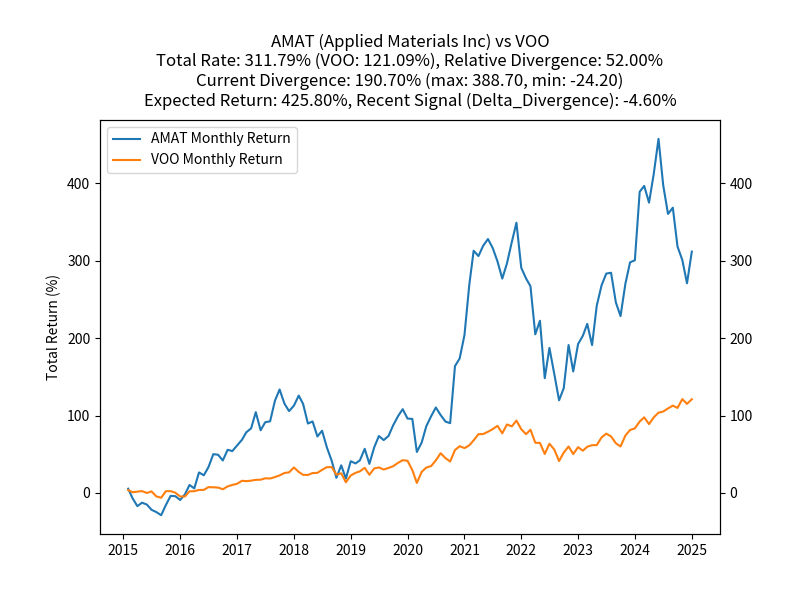 AMAT (Applied Materials Inc) vs VOO
Total Rate: 311.79% (VOO: 121.09%), Relative Divergence: 52.00%
Current Divergence: 190.70% (max: 388.70, min: -24.20)
Expected Return: 425.80%, Recent Signal (Delta_Divergence): -4.60%
AMAT Monthly Return
VOO Monthly Return
Total Return (%)
400
300
200
100
0
400
300
200
100
0
2015 2016 2017 2018 2019 2020 2021 2022 2023 2024 2025